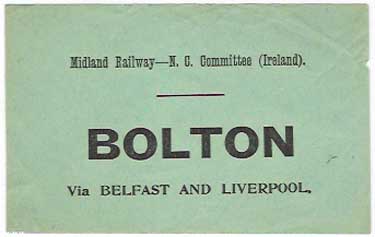 Midland Railway—N. C. Committee (Ireland).
BOLTON
Via BELFAST AND LIVERPOOL.